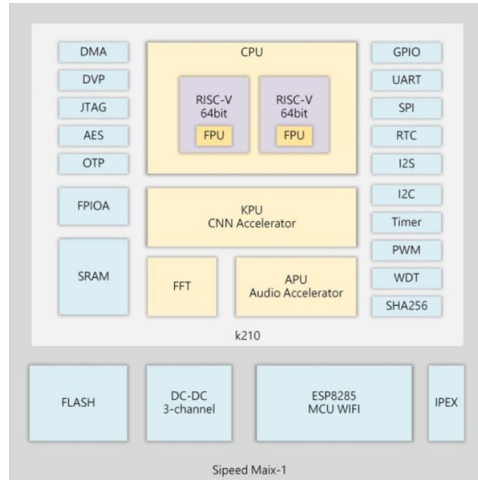 DMA
DVP
JTAG
AES
OTP
FPIOA
SRAM
CPU
RISC-V
64bit
FPU
RISC-V
64bit
FPU
KPU
CNN Accelerator
FFT
APU
Audio Accelerator
GPIO
UART
SPI
RTC
I2S
I2C
Timer
PWM
WDT
SHA256
k210
FLASH
DC-DC
3-channel
ESP8285
MCU WIFI
IPEX
Sipeed Maix-1